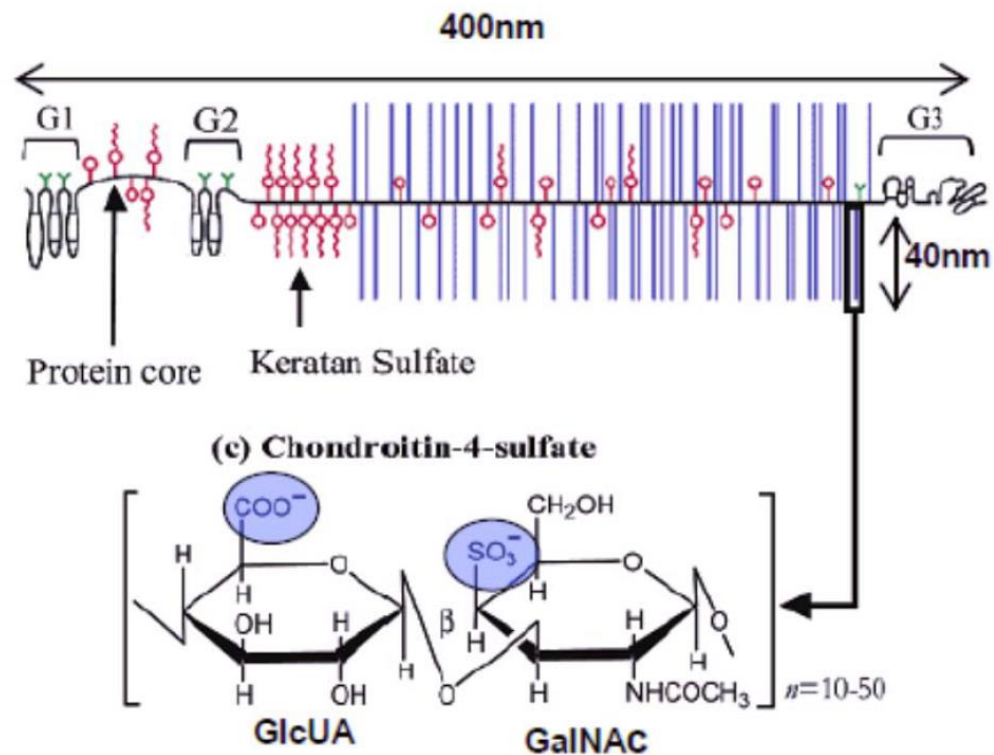 400nm
G1
G2
G3
40nm
Protein core
Keratan Sulfate
(c) Chondroitin-4-sulfate
COO⁻
CH₂OH
SO₃⁻
H
O
O
H
H
OH
H
β
H
H
O
H
H
H
OH
O
H
NHCOCH₃
n=10-50
GlcUA
GalNAc